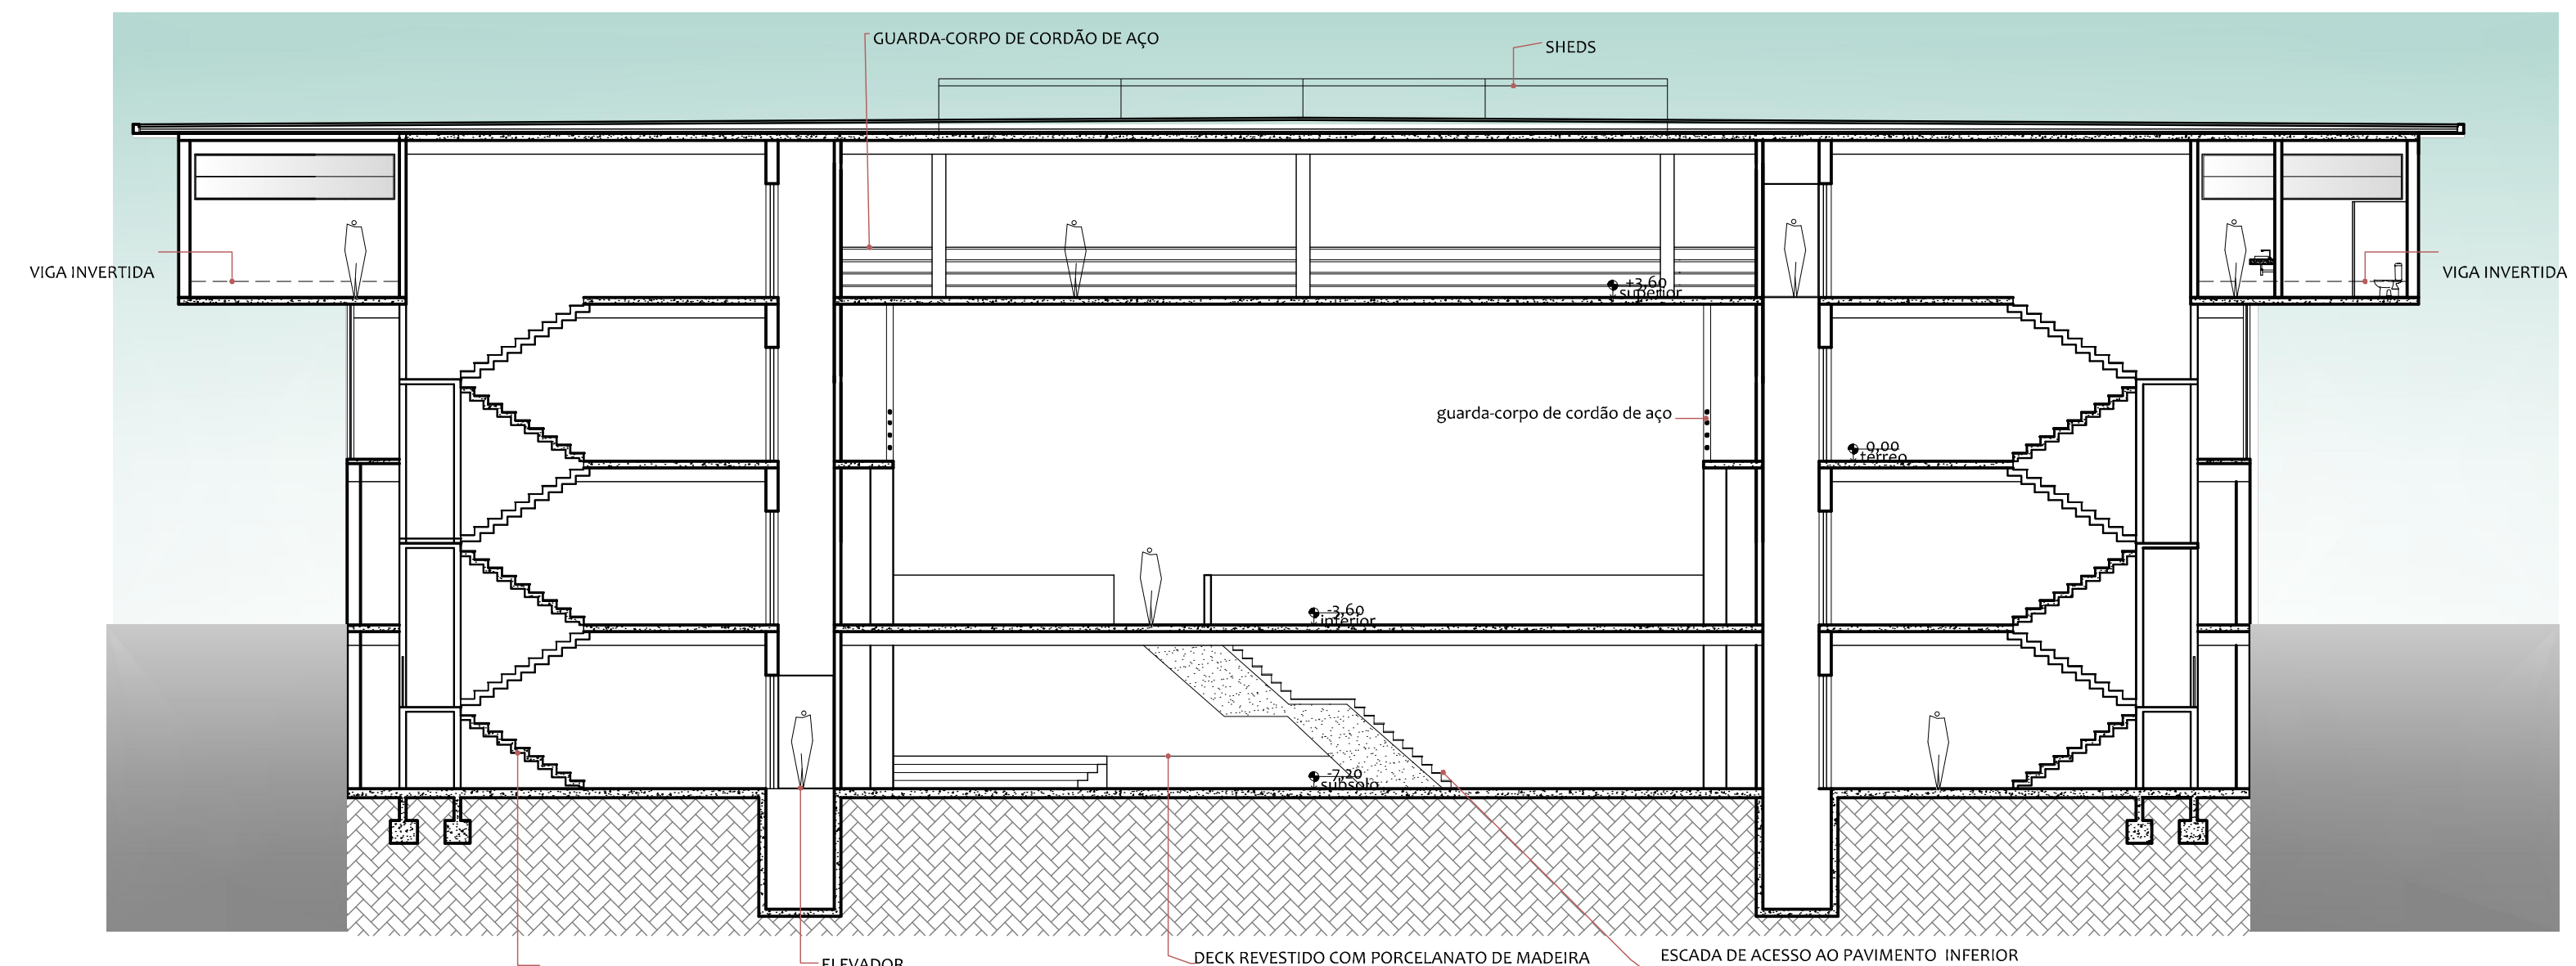 GUARDA-CORPO DE CORDÃO DE AÇO
SHEDS
VIGA INVERTIDA
VIGA INVERTIDA
+3,60
superior
guarda-corpo de cordão de aço
0,00
térreo
-3,60
inferior
-7,20
subsolo
ELEVADOR
DECK REVESTIDO COM PORCELANATO DE MADEIRA
ESCADA DE ACESSO AO PAVIMENTO INFERIOR